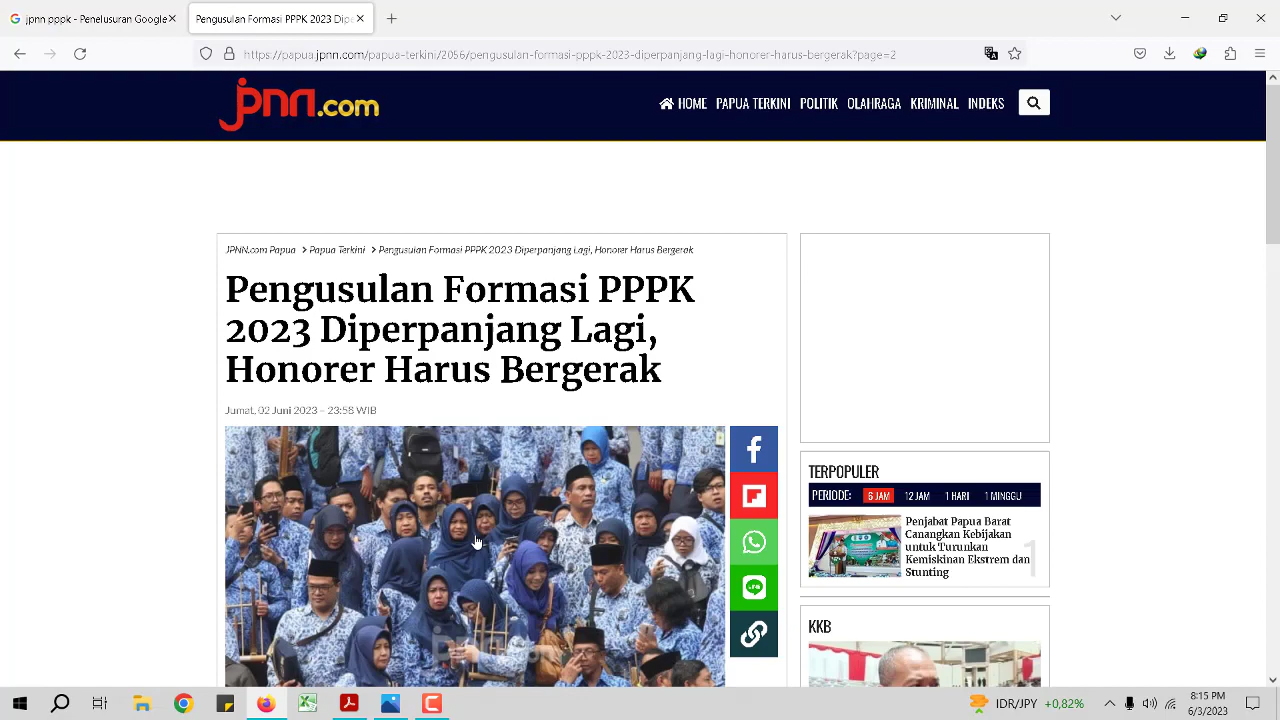 jpnn pppk - Penelusuran Google
Pengusulan Formasi PPPK 2023 Dipe
https://papua.jpnn.com/papua-terkini/2056/pengusulan-formasi-pppk-2023-diperpanjang-lagi-honorer-harus-bergerak?page=2
jpnn.com
HOME PAPUA TERKINI POLITIK OLAHRAGA KRIMINAL INDEKS
JPNN.com Papua > Papua Terkini > Pengusulan Formasi PPPK 2023 Diperpanjang Lagi, Honorer Harus Bergerak
Pengusulan Formasi PPPK
2023 Diperpanjang Lagi,
Honorer Harus Bergerak
Jumat, 02 Juni 2023 – 23:58 WIB
jpnn.com
TERPOPULER
PERIODE: 6 JAM 12 JAM 1 HARI 1 MINGGU
Penjabat Papua Barat
Canangkan Kebijakan
untuk Turunkan
Kemiskinan Ekstrem dan
Stunting
1
KKB
IDR/JPY +0,82%
8:15 PM
6/3/2023